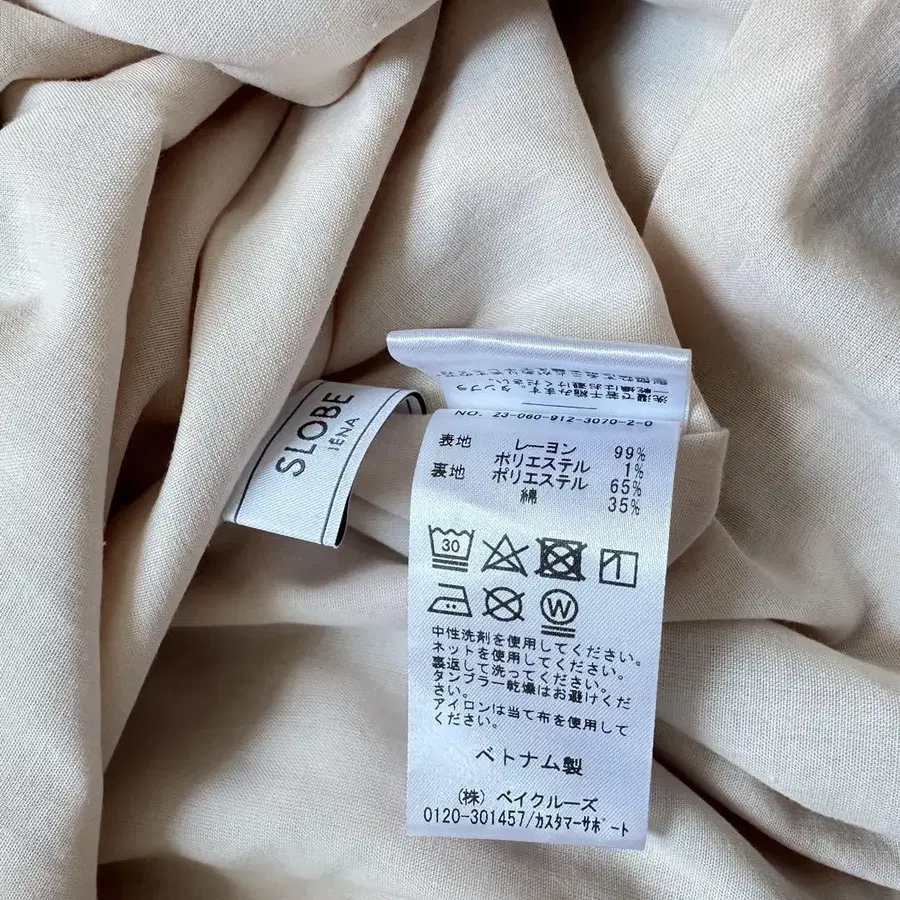 SLOBE
IÉNA
NO. 23-060-912-3070-2-0
表地 レーヨン 99%
ポリエステル 1%
裏地 ポリエステル 65%
綿 35%
30
W
中性洗剤を使用してください。
ネットを使用してください。
裏返して洗ってください。
タンブラー乾燥はお避けくだ
さい。
アイロンは当て布を使用して
ください。
ベトナム製
(株) ベイクルーズ
0120-301457/カスタマーサポート